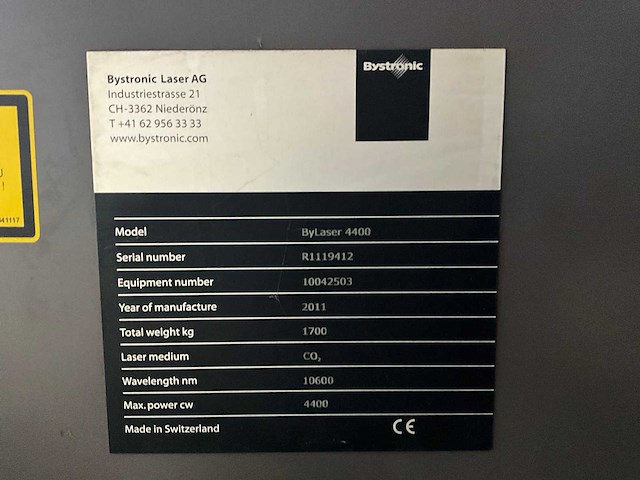 Bystronic Laser AG
Industriestrasse 21
CH-3362 Niederönz
T +41 62 956 33 33
www.bystronic.com
Bystronic
Model ByLaser 4400
Serial number R1119412
Equipment number 10042503
Year of manufacture 2011
Total weight kg 1700
Laser medium CO₂
Wavelength nm 10600
Max. power cw 4400
Made in Switzerland CE
!